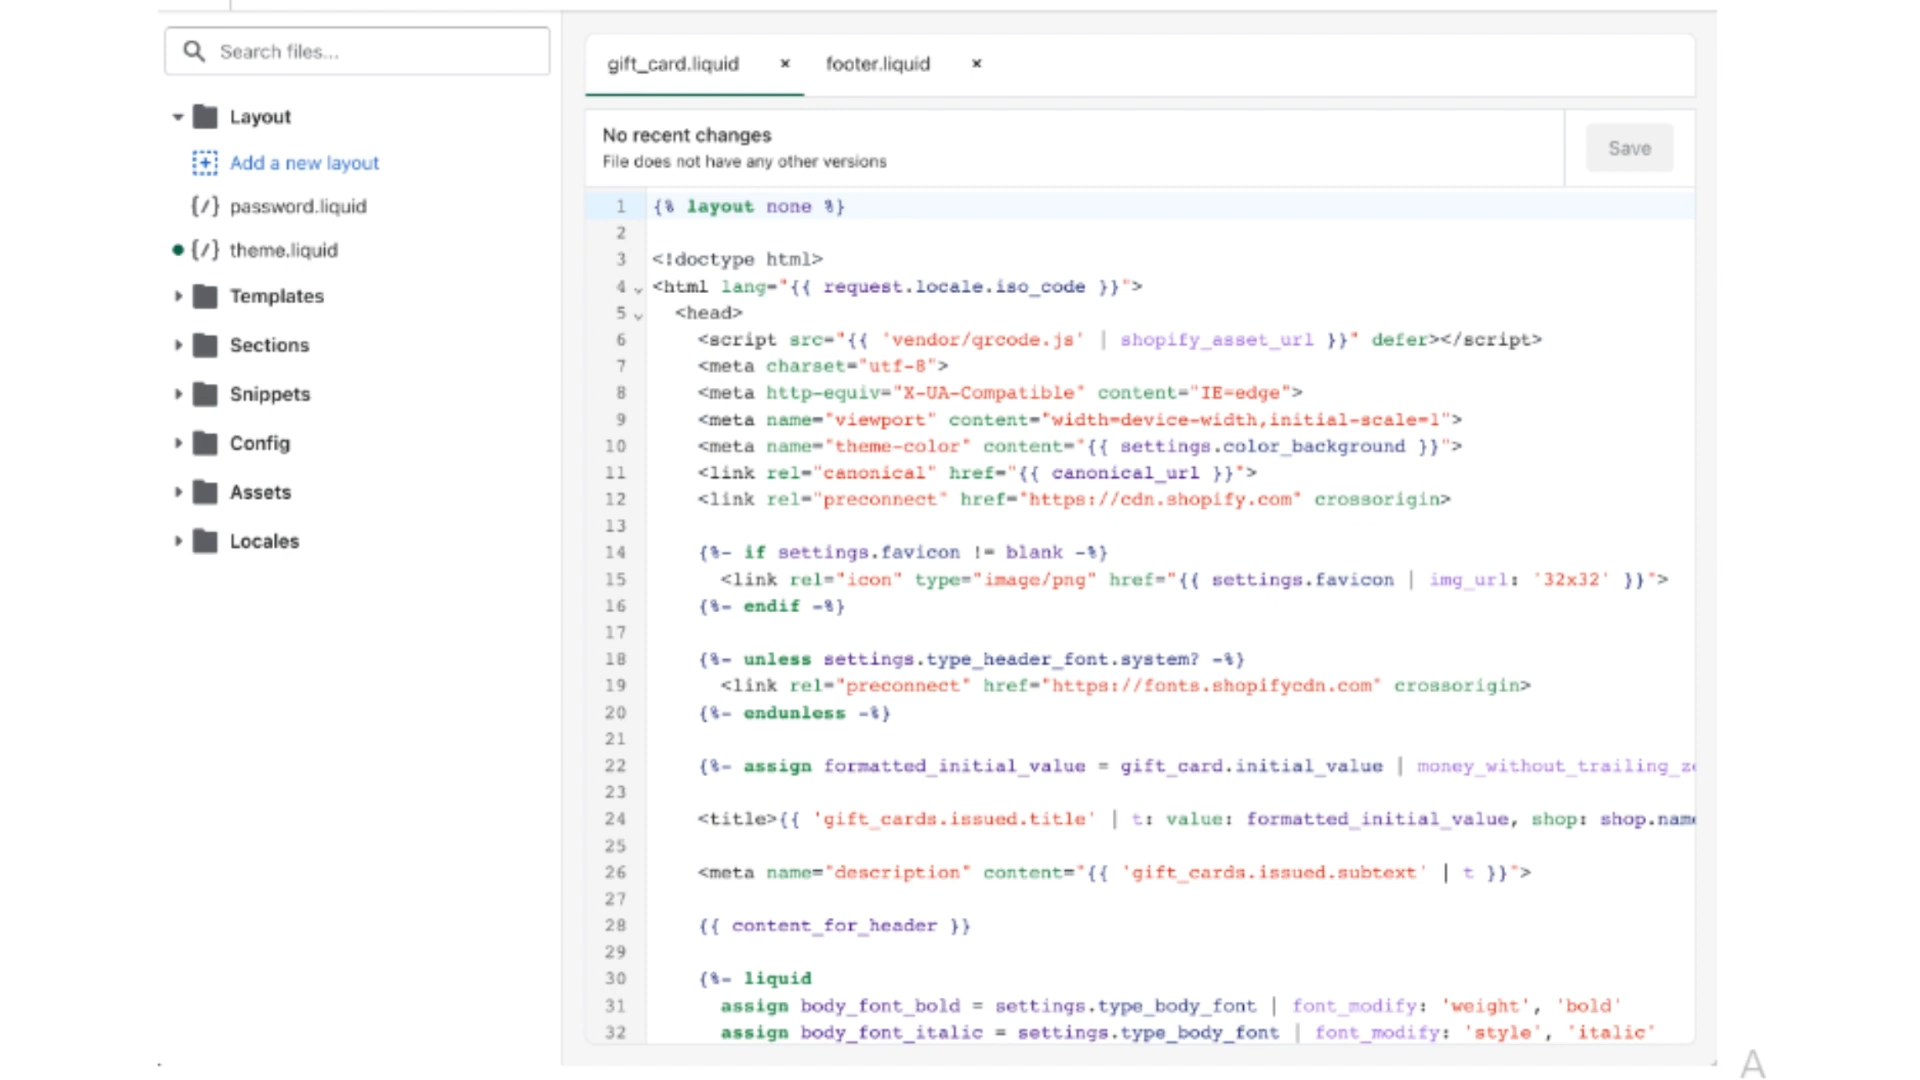 Search files...
Layout
Add a new layout
{/} password.liquid
{/} theme.liquid
Templates
Sections
Snippets
Config
Assets
Locales
gift_card.liquid × footer.liquid ×
No recent changes
File does not have any other versions
Save
1 {% layout none %}
2
3 <!doctype html>
4 <html lang="{{ request.locale.iso_code }}">
5 <head>
6 <script src="{{ 'vendor/qrcode.js' | shopify_asset_url }}" defer></script>
7 <meta charset="utf-8">
8 <meta http-equiv="X-UA-Compatible" content="IE=edge">
9 <meta name="viewport" content="width=device-width,initial-scale=1">
10 <meta name="theme-color" content="{{ settings.color_background }}">
11 <link rel="canonical" href="{{ canonical_url }}">
12 <link rel="preconnect" href="https://cdn.shopify.com" crossorigin>
13
14 {%- if settings.favicon != blank -%}
15 <link rel="icon" type="image/png" href="{{ settings.favicon | img_url: '32x32' }}">
16 {%- endif -%}
17
18 {%- unless settings.type_header_font.system? -%}
19 <link rel="preconnect" href="https://fonts.shopifycdn.com" crossorigin>
20 {%- endunless -%}
21
22 {%- assign formatted_initial_value = gift_card.initial_value | money_without_trailing_ze
23
24 <title>{{ 'gift_cards.issued.title' | t: value: formatted_initial_value, shop: shop.name
25
26 <meta name="description" content="{{ 'gift_cards.issued.subtext' | t }}">
27
28 {{ content_for_header }}
29
30 {%- liquid
31 assign body_font_bold = settings.type_body_font | font_modify: 'weight', 'bold'
32 assign body_font_italic = settings.type_body_font | font_modify: 'style', 'italic'
A